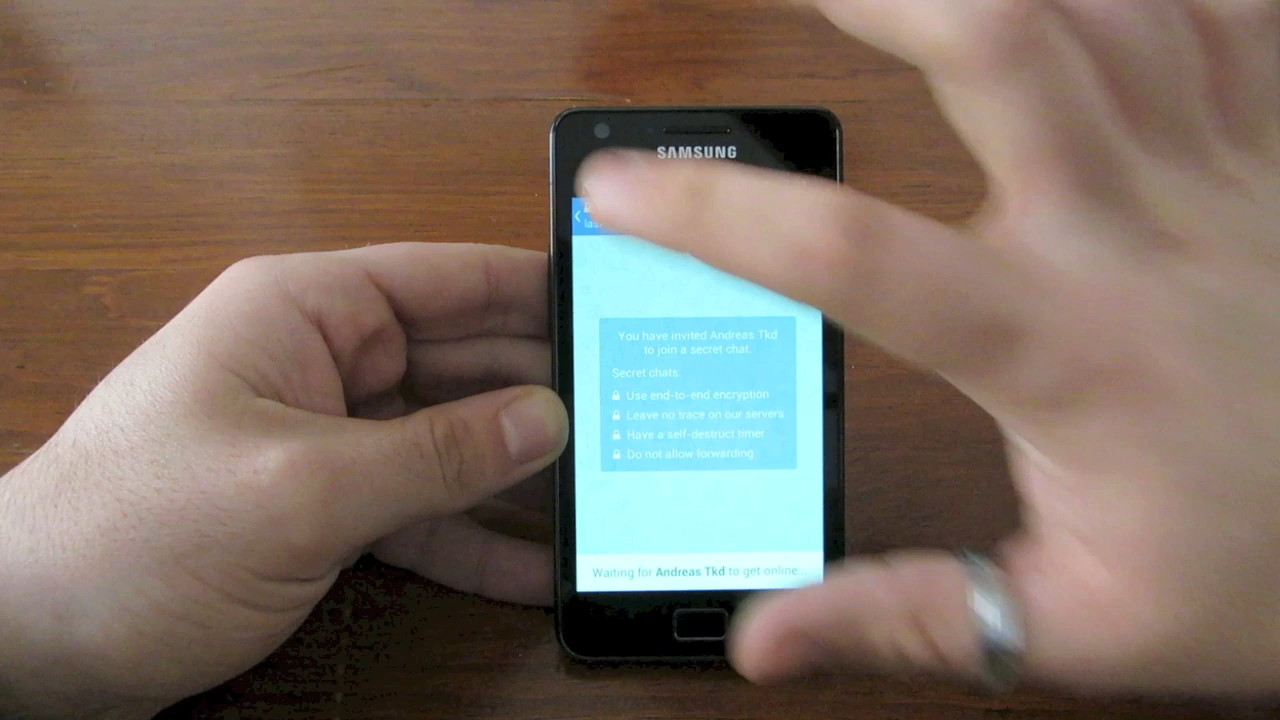 SAMSUNG
You have invited Andreas Tkd
to join a secret chat.
Secret chats:
Use end-to-end encryption
Leave no trace on our servers
Have a self-destruct timer
Do not allow forwarding
Waiting for Andreas Tkd to get online...